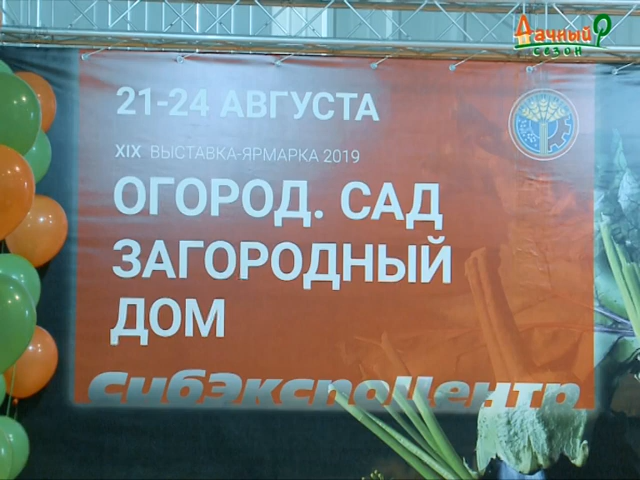 Дачный
сезон
21-24 АВГУСТА
XIX ВЫСТАВКА-ЯРМАРКА 2019
ОГОРОД. САД
ЗАГОРОДНЫЙ
ДОМ
СибЭкспоЦентр